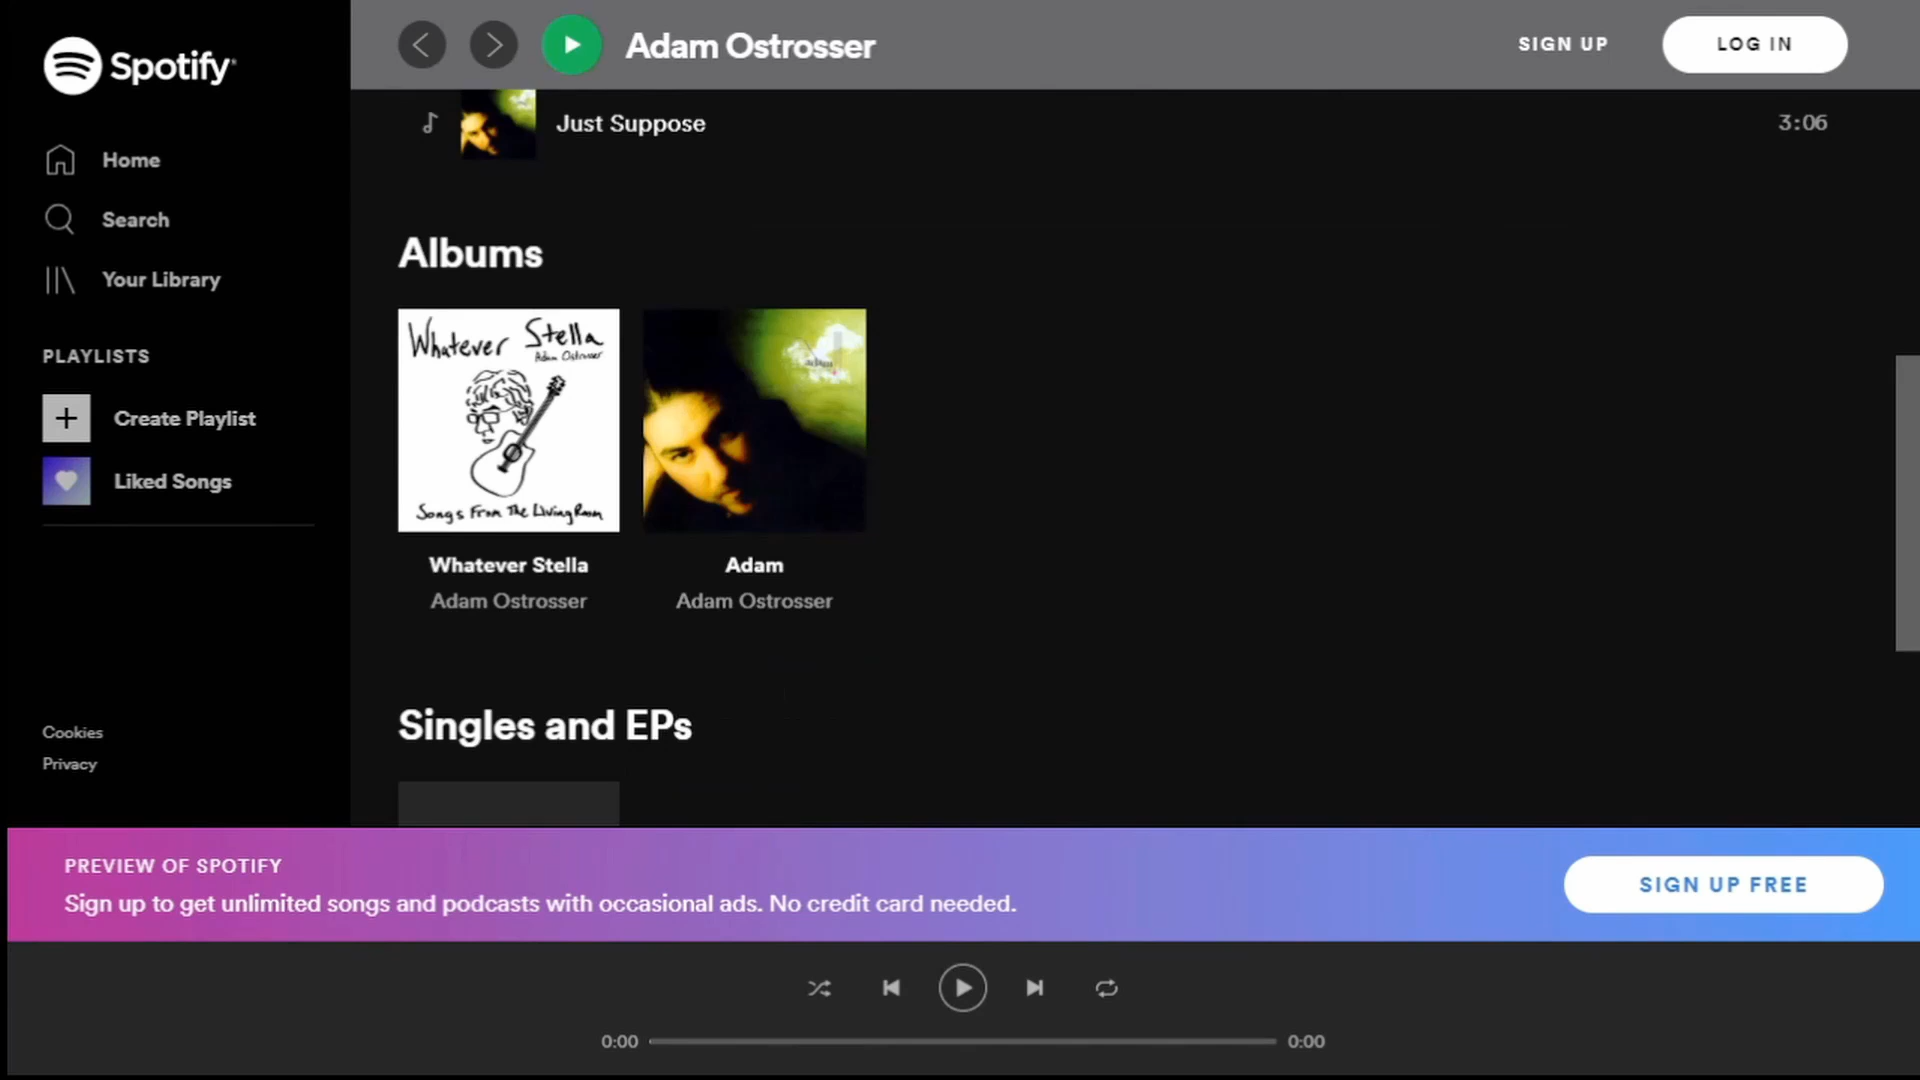 Spotify
Home
Search
Your Library
PLAYLISTS
Create Playlist
Liked Songs
Cookies
Privacy
Adam Ostrosser
SIGN UP
LOG IN
Just Suppose
3:06
Albums
Whatever Stella
Adam Ostrosser
Songs From The Living Room
adam
Whatever Stella
Adam Ostrosser
Adam
Adam Ostrosser
Singles and EPs
PREVIEW OF SPOTIFY
Sign up to get unlimited songs and podcasts with occasional ads. No credit card needed.
SIGN UP FREE
0:00
0:00